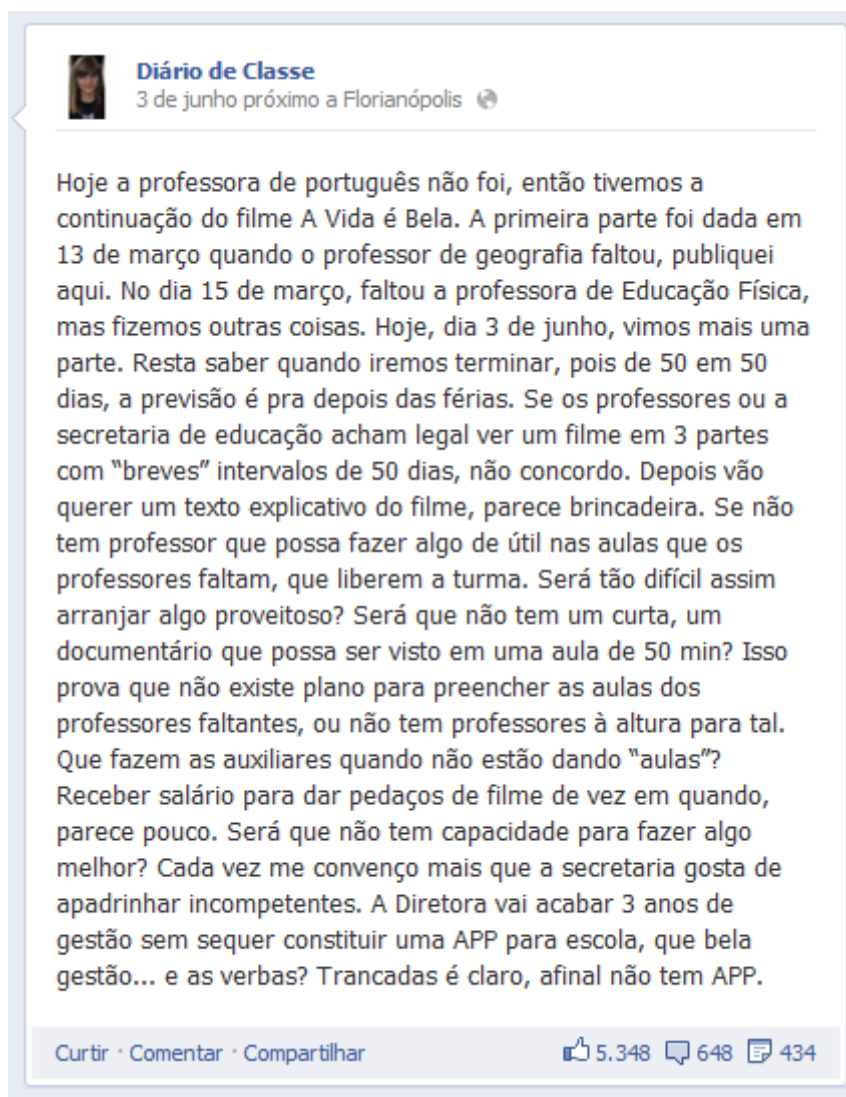 Diário de Classe
3 de junho próximo a Florianópolis
Hoje a professora de português não foi, então tivemos a
continuação do filme A Vida é Bela. A primeira parte foi dada em
13 de março quando o professor de geografia faltou, publiquei
aqui. No dia 15 de março, faltou a professora de Educação Física,
mas fizemos outras coisas. Hoje, dia 3 de junho, vimos mais uma
parte. Resta saber quando iremos terminar, pois de 50 em 50
dias, a previsão é pra depois das férias. Se os professores ou a
secretaria de educação acham legal ver um filme em 3 partes
com “breves” intervalos de 50 dias, não concordo. Depois vão
querer um texto explicativo do filme, parece brincadeira. Se não
tem professor que possa fazer algo de útil nas aulas que os
professores faltam, que liberem a turma. Será tão difícil assim
arranjar algo proveitoso? Será que não tem um curta, um
documentário que possa ser visto em uma aula de 50 min? Isso
prova que não existe plano para preencher as aulas dos
professores faltantes, ou não tem professores à altura para tal.
Que fazem as auxiliares quando não estão dando “aulas”?
Receber salário para dar pedaços de filme de vez em quando,
parece pouco. Será que não tem capacidade para fazer algo
melhor? Cada vez me convenço mais que a secretaria gosta de
apadrinhar incompetentes. A Diretora vai acabar 3 anos de
gestão sem sequer constituir uma APP para escola, que bela
gestão... e as verbas? Trancadas é claro, afinal não tem APP.
Curtir · Comentar · Compartilhar 5.348 648 434